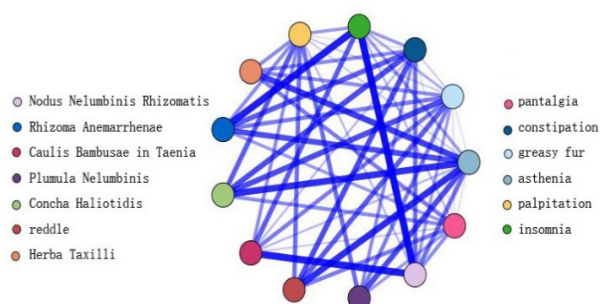 Nodus Nelumbinis Rhizomatis
Rhizoma Anemarrhenae
Caulis Bambusae in Taenia
Plumula Nelumbinis
Concha Haliotidis
reddle
Herba Taxilli
pantalgia
constipation
greasy fur
asthenia
palpitation
insomnia